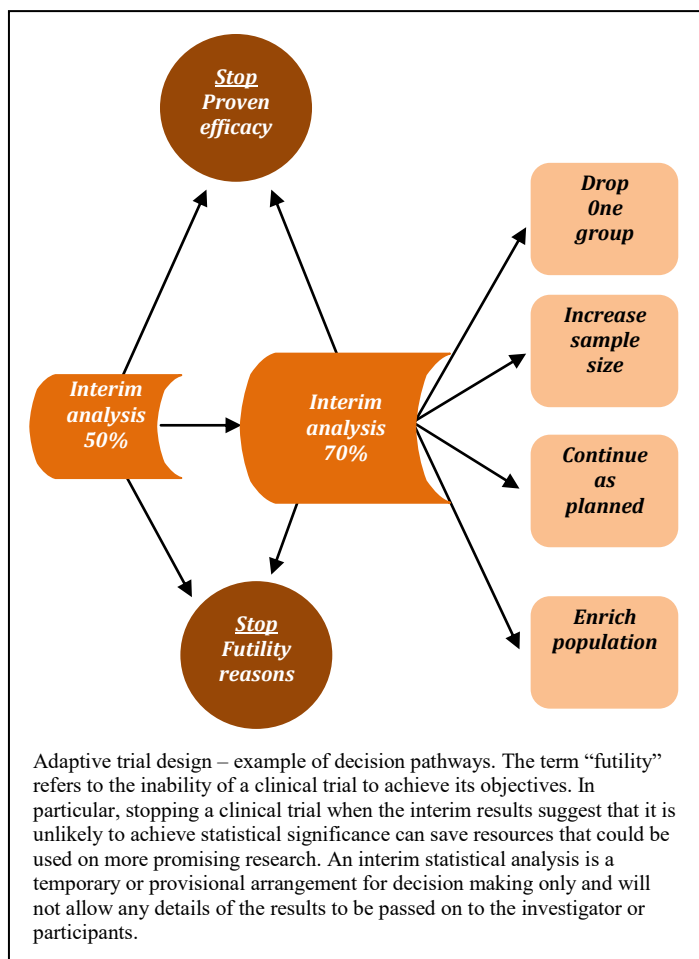 Stop
Proven
efficacy
Drop
0ne
group
Increase
sample
size
Interim
analysis
50%
Interim
analysis
70%
Continue
as
planned
Stop
Futility
reasons
Enrich
population
Adaptive trial design – example of decision pathways. The term “futility”
refers to the inability of a clinical trial to achieve its objectives. In
particular, stopping a clinical trial when the interim results suggest that it is
unlikely to achieve statistical significance can save resources that could be
used on more promising research. An interim statistical analysis is a
temporary or provisional arrangement for decision making only and will
not allow any details of the results to be passed on to the investigator or
participants.